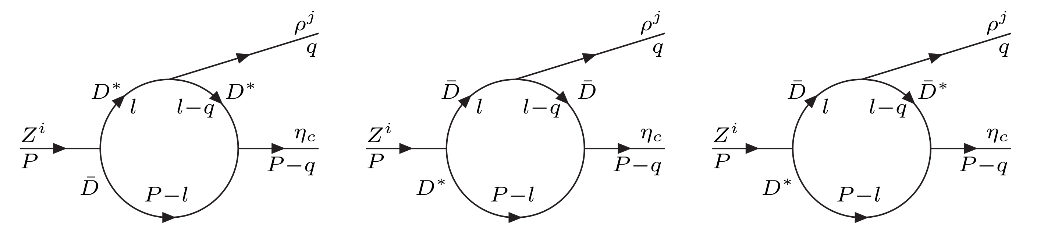 Z^i
P
D*
l
D̄
P−l
D*
l−q
ρ^j
q
η_c
P−q
Z^i
P
D̄
l
D*
P−l
D̄
l−q
ρ^j
q
η_c
P−q
Z^i
P
D̄
l
D*
P−l
D̄*
l−q
ρ^j
q
η_c
P−q